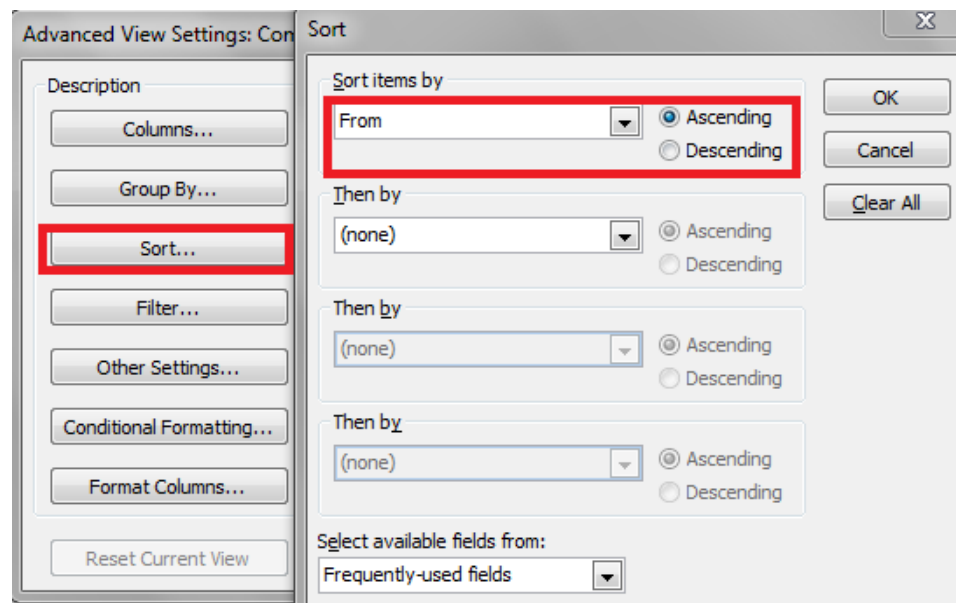 Advanced View Settings: Con
Description
Columns...
Group By...
Sort...
Filter...
Other Settings...
Conditional Formatting...
Format Columns...
Reset Current View
Sort
X
Sort items by
From
Ascending
Descending
Then by
(none)
Ascending
Descending
Then by
(none)
Ascending
Descending
Then by
(none)
Ascending
Descending
Select available fields from:
Frequently-used fields
OK
Cancel
Clear All